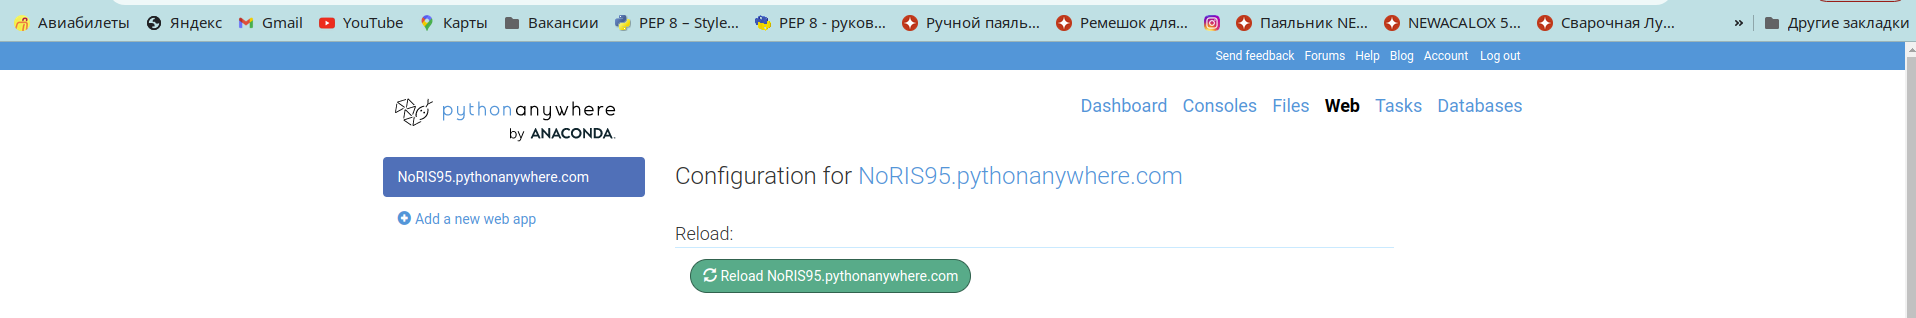 Авиабилеты Яндекс Gmail YouTube Карты Вакансии PEP 8 – Style... PEP 8 - руков... Ручной паяль... Ремешок для... Паяльник NE... NEWACALOX 5... Сварочная Лу... » Другие закладки
Send feedback Forums Help Blog Account Log out
pythonanywhere
by ANACONDA.
Dashboard Consoles Files Web Tasks Databases
NoRIS95.pythonanywhere.com
Add a new web app
Configuration for NoRIS95.pythonanywhere.com
Reload:
Reload NoRIS95.pythonanywhere.com